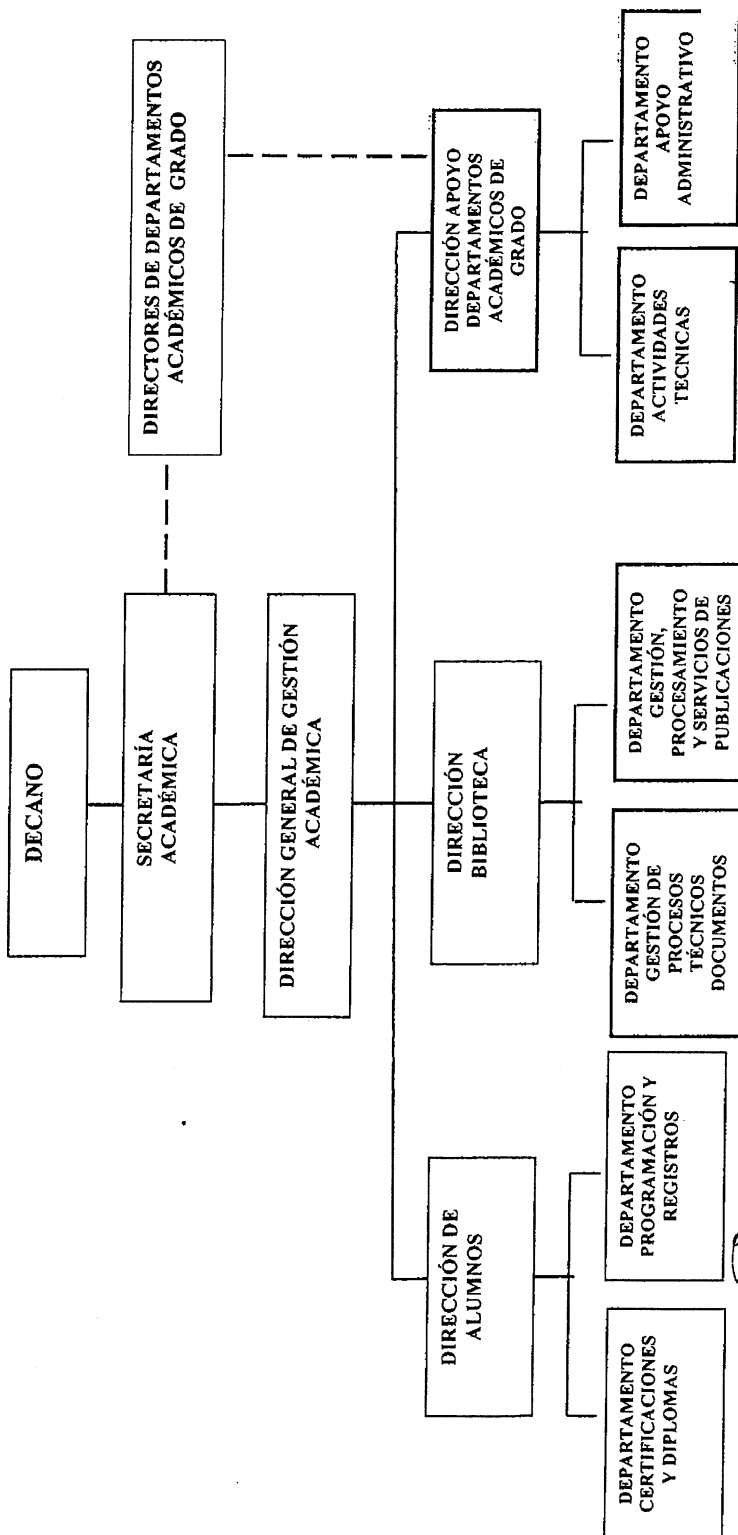 DECANO
SECRETARÍA
ACADÉMICA
DIRECTORES DE DEPARTAMENTOS
ACADÉMICOS DE GRADO
DIRECCIÓN GENERAL DE GESTIÓN
ACADÉMICA
DIRECCIÓN DE
ALUMNOS
DIRECCIÓN
BIBLIOTECA
DIRECCIÓN APOYO
DEPARTAMENTOS
ACADÉMICOS DE
GRADO
DEPARTAMENTO
CERTIFICACIONES
Y DIPLOMAS
DEPARTAMENTO
PROGRAMACIÓN Y
REGISTROS
DEPARTAMENTO
GESTIÓN DE
PROCESOS
TÉCNICOS
DOCUMENTOS
DEPARTAMENTO
GESTIÓN,
PROCESAMIENTO
Y SERVICIOS DE
PUBLICACIONES
DEPARTAMENTO
ACTIVIDADES
TECNICAS
DEPARTAMENTO
APOYO
ADMINISTRATIVO